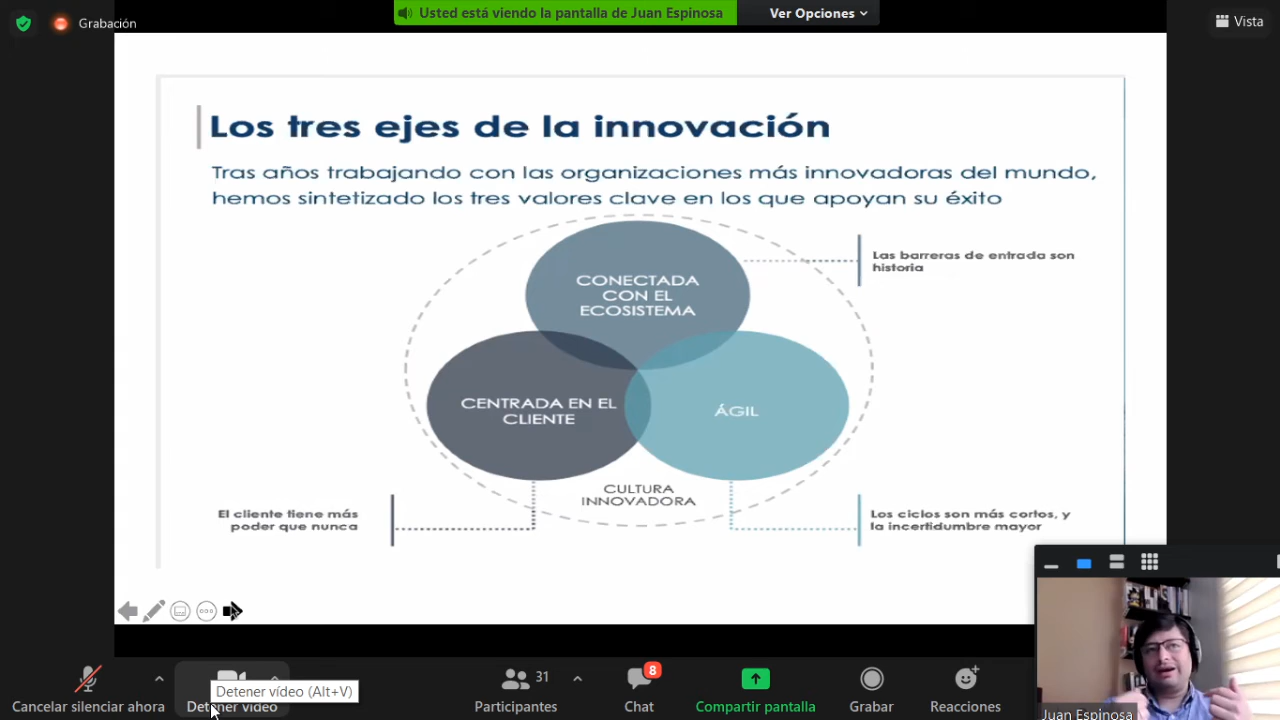 Grabación
Usted está viendo la pantalla de Juan Espinosa
Ver Opciones
Vista
Los tres ejes de la innovación
Tras años trabajando con las organizaciones más innovadoras del mundo,
hemos sintetizado los tres valores clave en los que apoyan su éxito
CONECTADA
CON EL
ECOSISTEMA
Las barreras de entrada son
historia
CENTRADA EN EL
CLIENTE
ÁGIL
CULTURA
INNOVADORA
El cliente tiene más
poder que nunca
Los ciclos son más cortos, y
la incertidumbre mayor
Juan Espinosa
Detener vídeo (Alt+V)
31
8
Cancelar silenciar ahora
Detener vídeo
Participantes
Chat
Compartir pantalla
Grabar
Reacciones